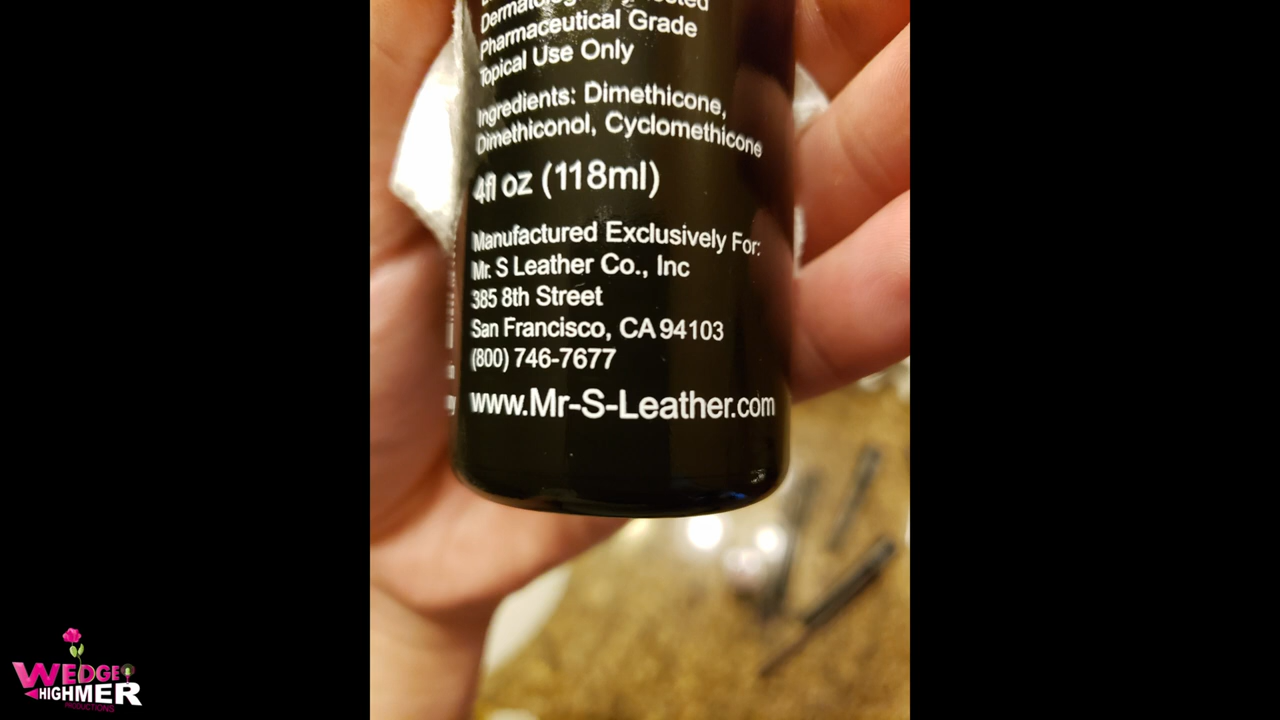 Pharmaceutical Grade
Topical Use Only
Ingredients: Dimethicone,
Dimethiconol, Cyclomethicone
4fl oz (118ml)
Manufactured Exclusively For:
Mr. S Leather Co., Inc
385 8th Street
San Francisco, CA 94103
(800) 746-7677
www.Mr-S-Leather.com
WEDGE
HIGHMER
PRODUCTIONS